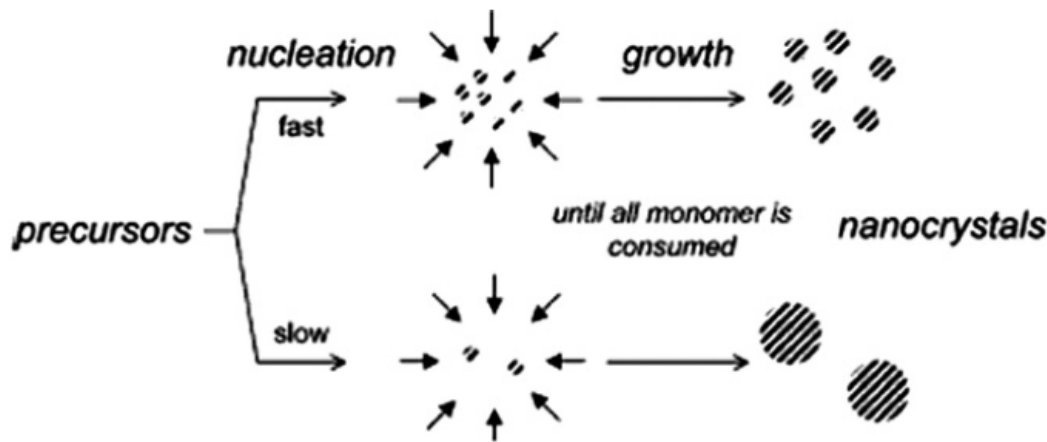 nucleation
growth
fast
precursors
until all monomer is
consumed
nanocrystals
slow